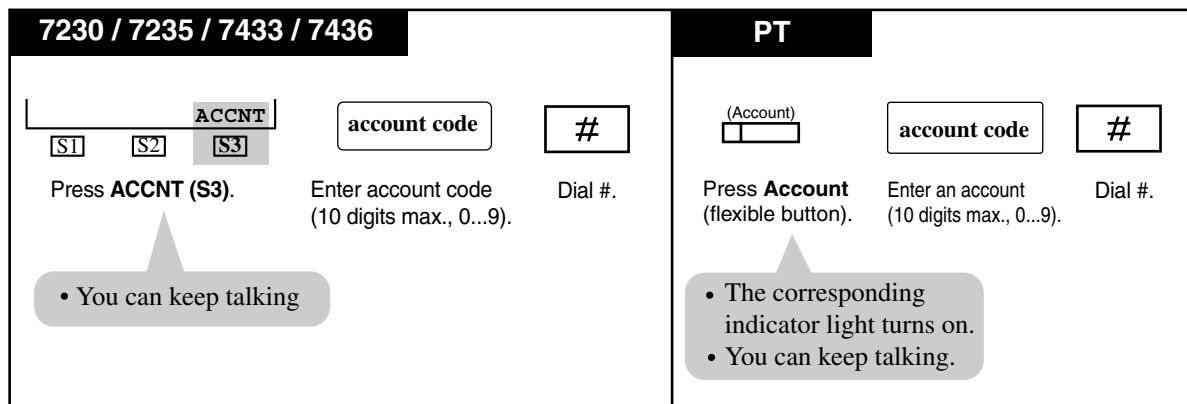 7230 / 7235 / 7433 / 7436
ACCNT
S1 S2 S3
account code
#
Press ACCNT (S3).
Enter account code
(10 digits max., 0...9).
Dial #.
• You can keep talking
PT
(Account)
account code
#
Press Account
(flexible button).
Enter an account
(10 digits max., 0...9).
Dial #.
• The corresponding
indicator light turns on.
• You can keep talking.